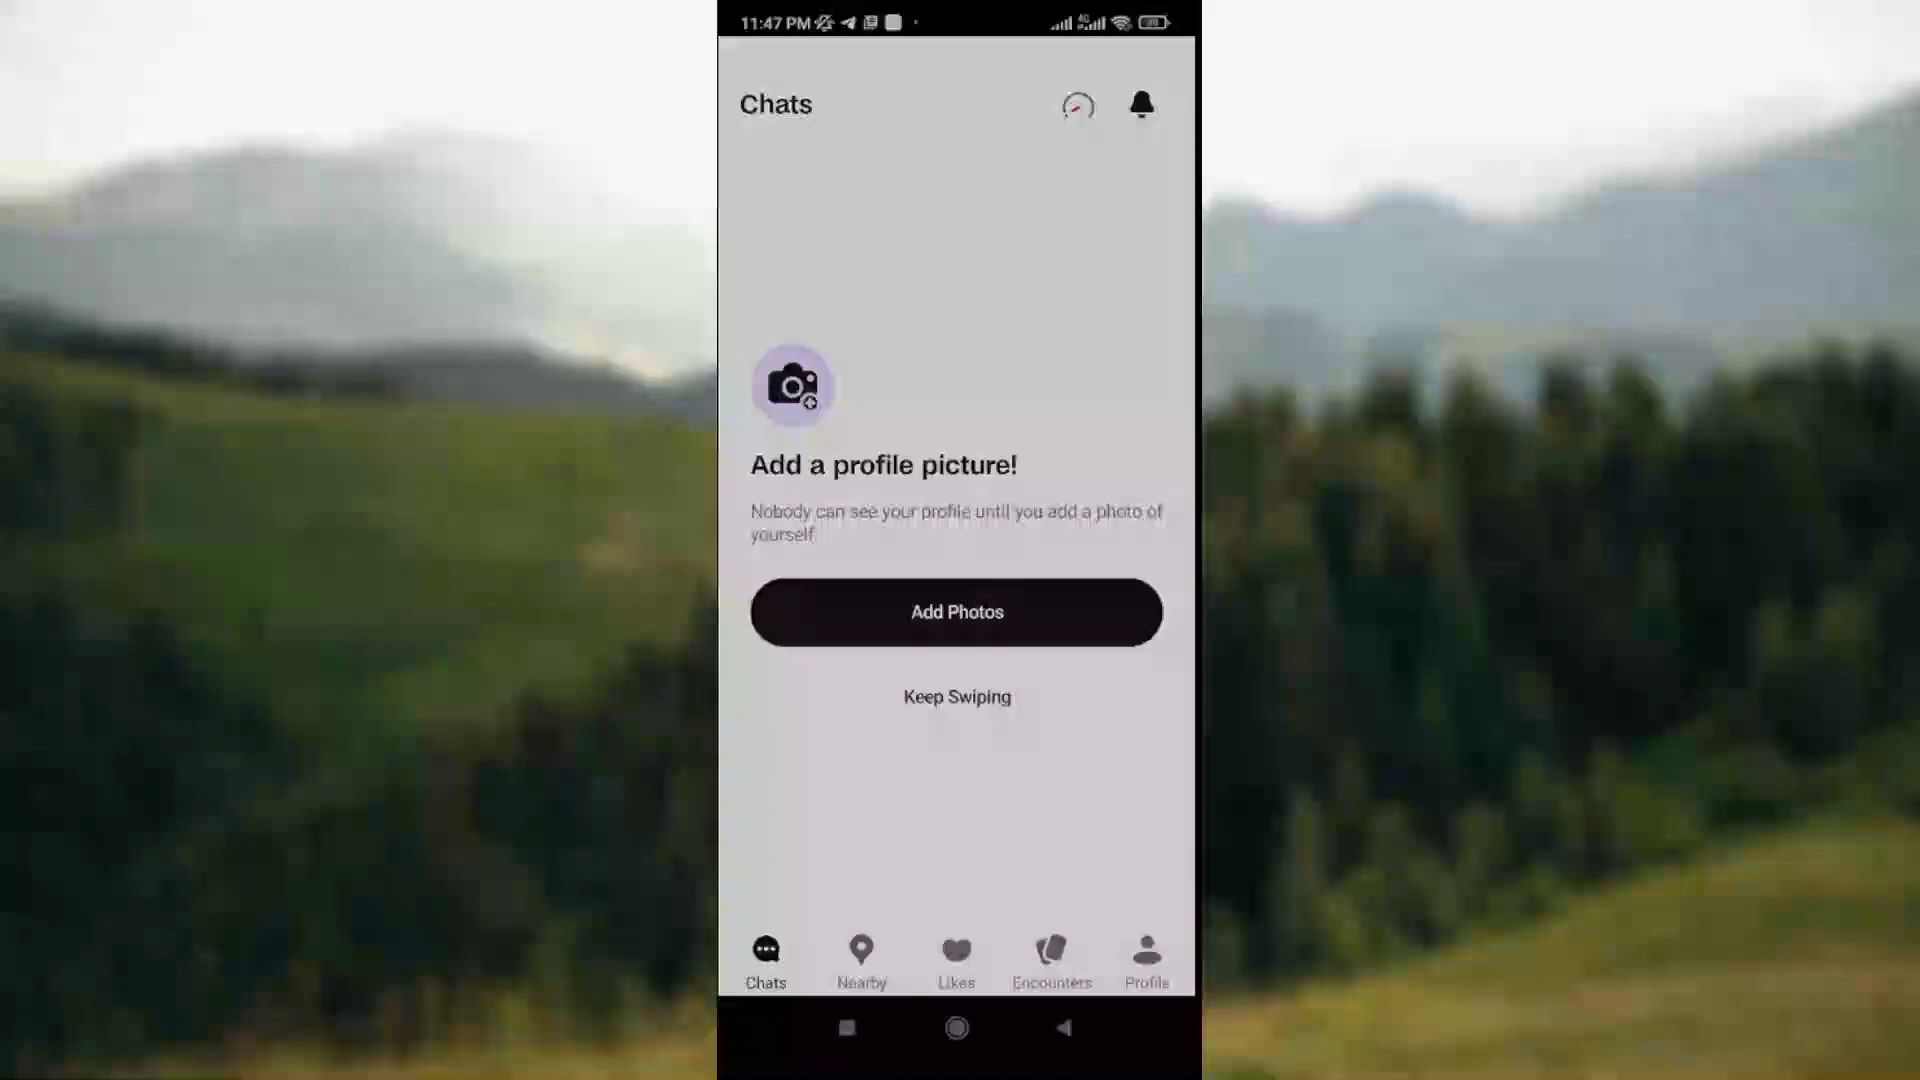 11:47 PM
4G
Chats
Add a profile picture!
Nobody can see your profile until you add a photo of
yourself
Add Photos
Keep Swiping
Chats
Nearby
Likes
Encounters
Profile